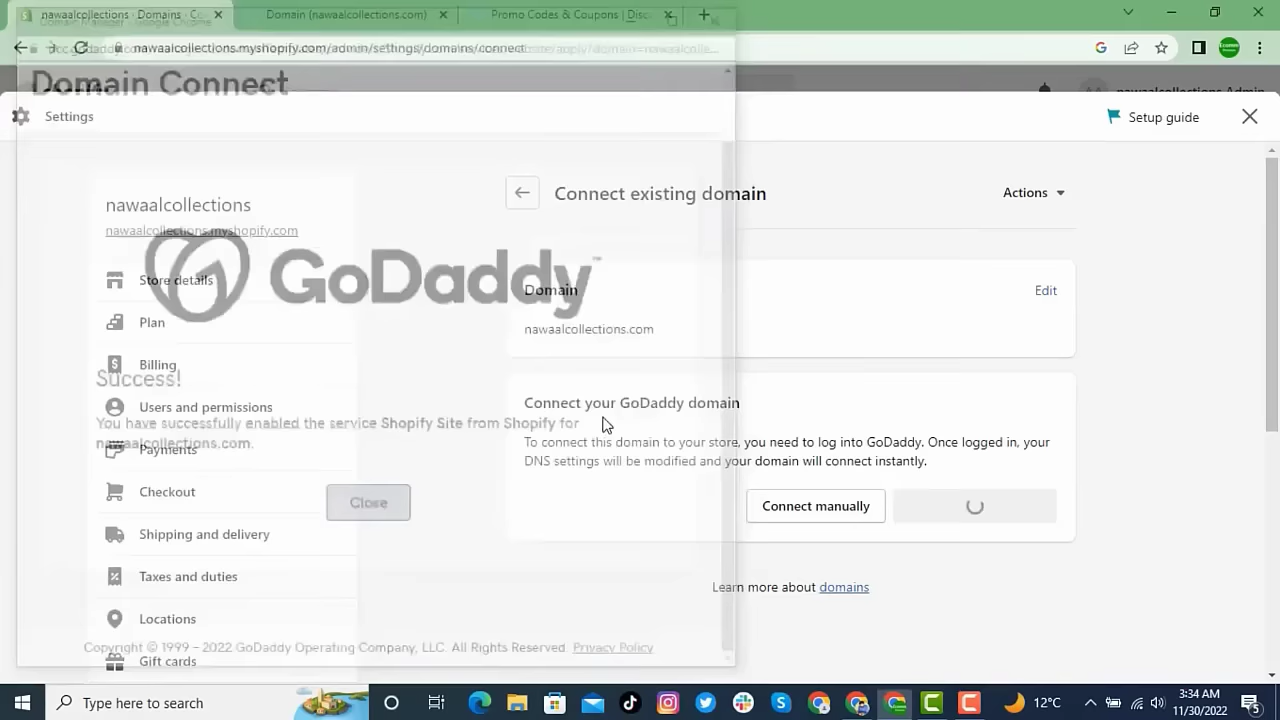 nawaalcollections · Domains · Ce
Domain (nawaalcollections.com)
Promo Codes & Coupons | Disc
nawaalcollections.myshopify.com/admin/settings/domains/connect
Domain Connect
nawaalcollections Admin
Settings
Setup guide
nawaalcollections
nawaalcollections.myshopify.com
Connect existing domain
Actions
GoDaddy
Store details
Domain
Edit
Plan
nawaalcollections.com
Billing
Success!
Users and permissions
Connect your GoDaddy domain
You have successfully enabled the service Shopify Site from Shopify for
nawaalcollections.com.
Payments
To connect this domain to your store, you need to log into GoDaddy. Once logged in, your
DNS settings will be modified and your domain will connect instantly.
Checkout
Close
Connect manually
Shipping and delivery
Taxes and duties
Learn more about domains
Locations
Copyright © 1999 – 2022 GoDaddy Operating Company, LLC. All Rights Reserved. Privacy Policy
Gift cards
Type here to search
12°C
3:34 AM
11/30/2022
5